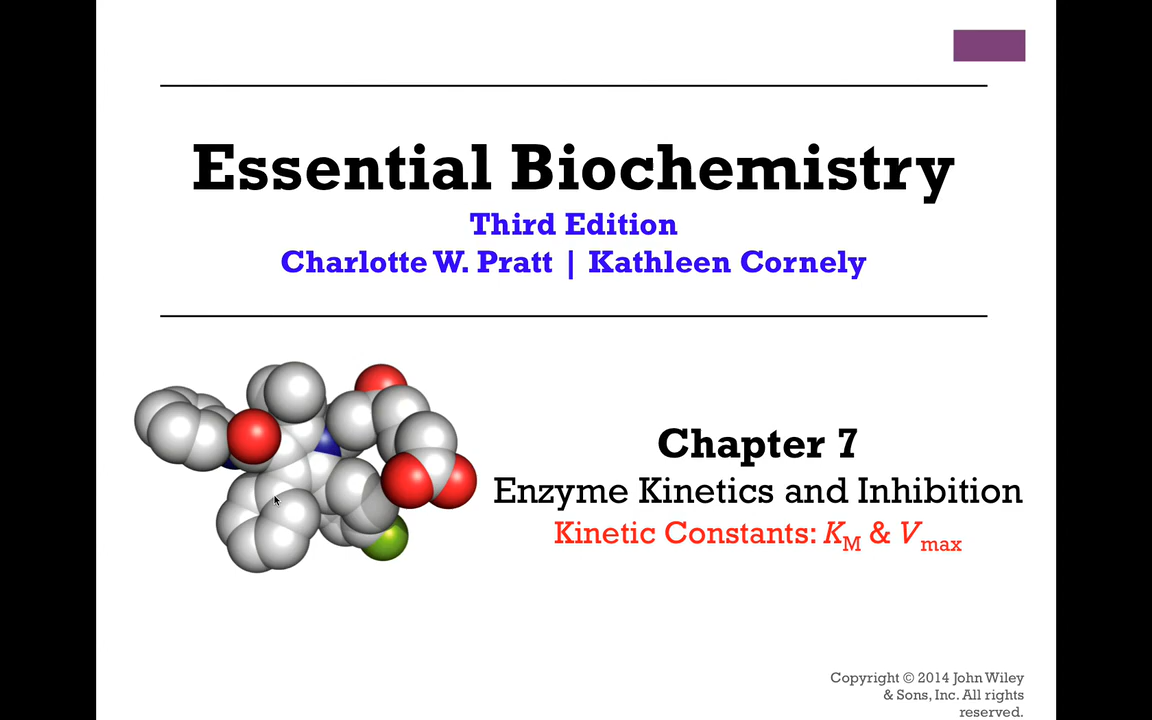 Essential Biochemistry
Third Edition
Charlotte W. Pratt | Kathleen Cornely
Chapter 7
Enzyme Kinetics and Inhibition
Kinetic Constants: KM & Vmax
Copyright © 2014 John Wiley
& Sons, Inc. All rights
reserved.